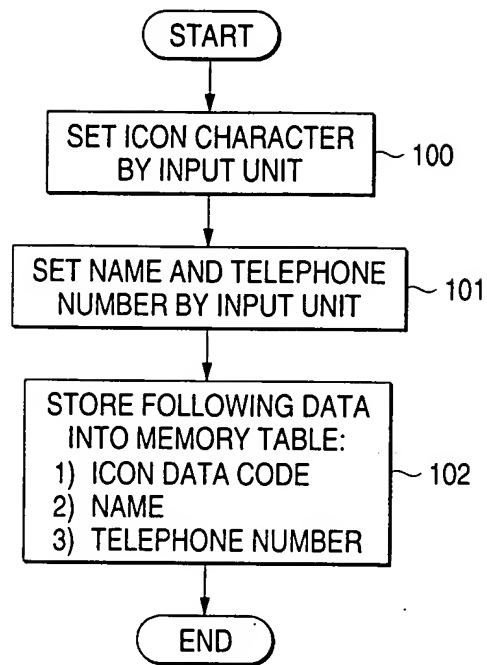 START
SET ICON CHARACTER
BY INPUT UNIT
100
SET NAME AND TELEPHONE
NUMBER BY INPUT UNIT
101
STORE FOLLOWING DATA
INTO MEMORY TABLE:
1) ICON DATA CODE
2) NAME
3) TELEPHONE NUMBER
102
END